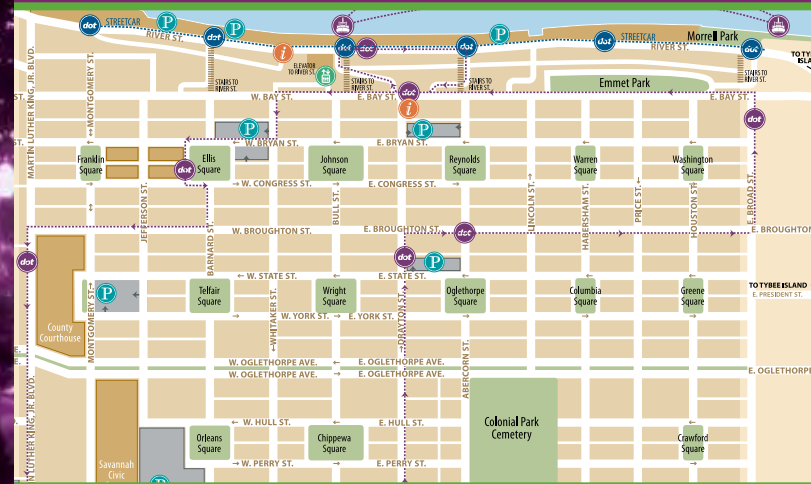 dot
STREETCAR
P
P
dot
RIVER ST.
i
ELEVATOR
TO RIVER ST.
dot
dot
dot
P
dot
STREETCAR
RIVER ST.
Morrell Park
dot
STAIRS TO
RIVER ST.
STAIRS TO
RIVER ST.
STAIRS TO
RIVER ST.
STAIRS TO
RIVER ST.
Emmet Park
W. BAY ST.
dot
E. BAY ST.
E. BAY ST.
i
dot
MARTIN LUTHER KING, JR. BLVD.
MONTGOMERY ST.
P
P
W. BRYAN ST.
E. BRYAN ST.
Franklin
Square
dot
Ellis
Square
Johnson
Square
Reynolds
Square
Warren
Square
Washington
Square
W. CONGRESS ST.
E. CONGRESS ST.
JEFFERSON ST.
BARNARD ST.
BULL ST.
LINCOLN ST.
HABERSHAM ST.
PRICE ST.
HOUSTON ST.
E. BROAD ST.
W. BROUGHTON ST.
E. BROUGHTON ST.
dot
E. BROUGHTON
dot
dot
P
W. STATE ST.
E. STATE ST.
MONTGOMERY ST.
P
Telfair
Square
Wright
Square
Oglethorpe
Square
Columbia
Square
Greene
Square
TO TYBEE ISLAND
E. PRESIDENT ST.
County
Courthouse
WHITAKER ST.
DRAYTON ST.
W. YORK ST.
E. YORK ST.
ABERCORN ST.
W. OGLETHORPE AVE.
E. OGLETHORPE AVE.
W. OGLETHORPE AVE.
E. OGLETHORPE AVE.
E. OGLETHORP
W. HULL ST.
E. HULL ST.
Orleans
Square
Chippewa
Square
Colonial Park
Cemetery
Crawford
Square
W. PERRY ST.
E. PERRY ST.
Savannah
Civic
P
N LUTHER KING, JR. BLVD.